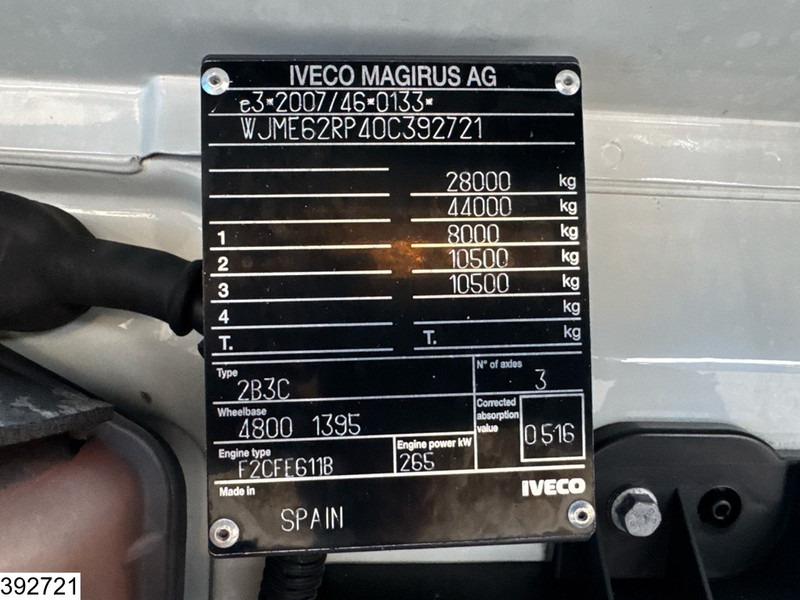 IVECO MAGIRUS AG
e3*2007/46*0133*
WJME62RP40C392721
28000 kg
44000 kg
1 8000 kg
2 10500 kg
3 10500 kg
4 kg
T. T. kg
Type 2B3C N° of axles 3
Wheelbase 4800 1395 Corrected absorption value 0516
Engine type F2CFE611B Engine power kW 265
Made in SPAIN IVECO
392721